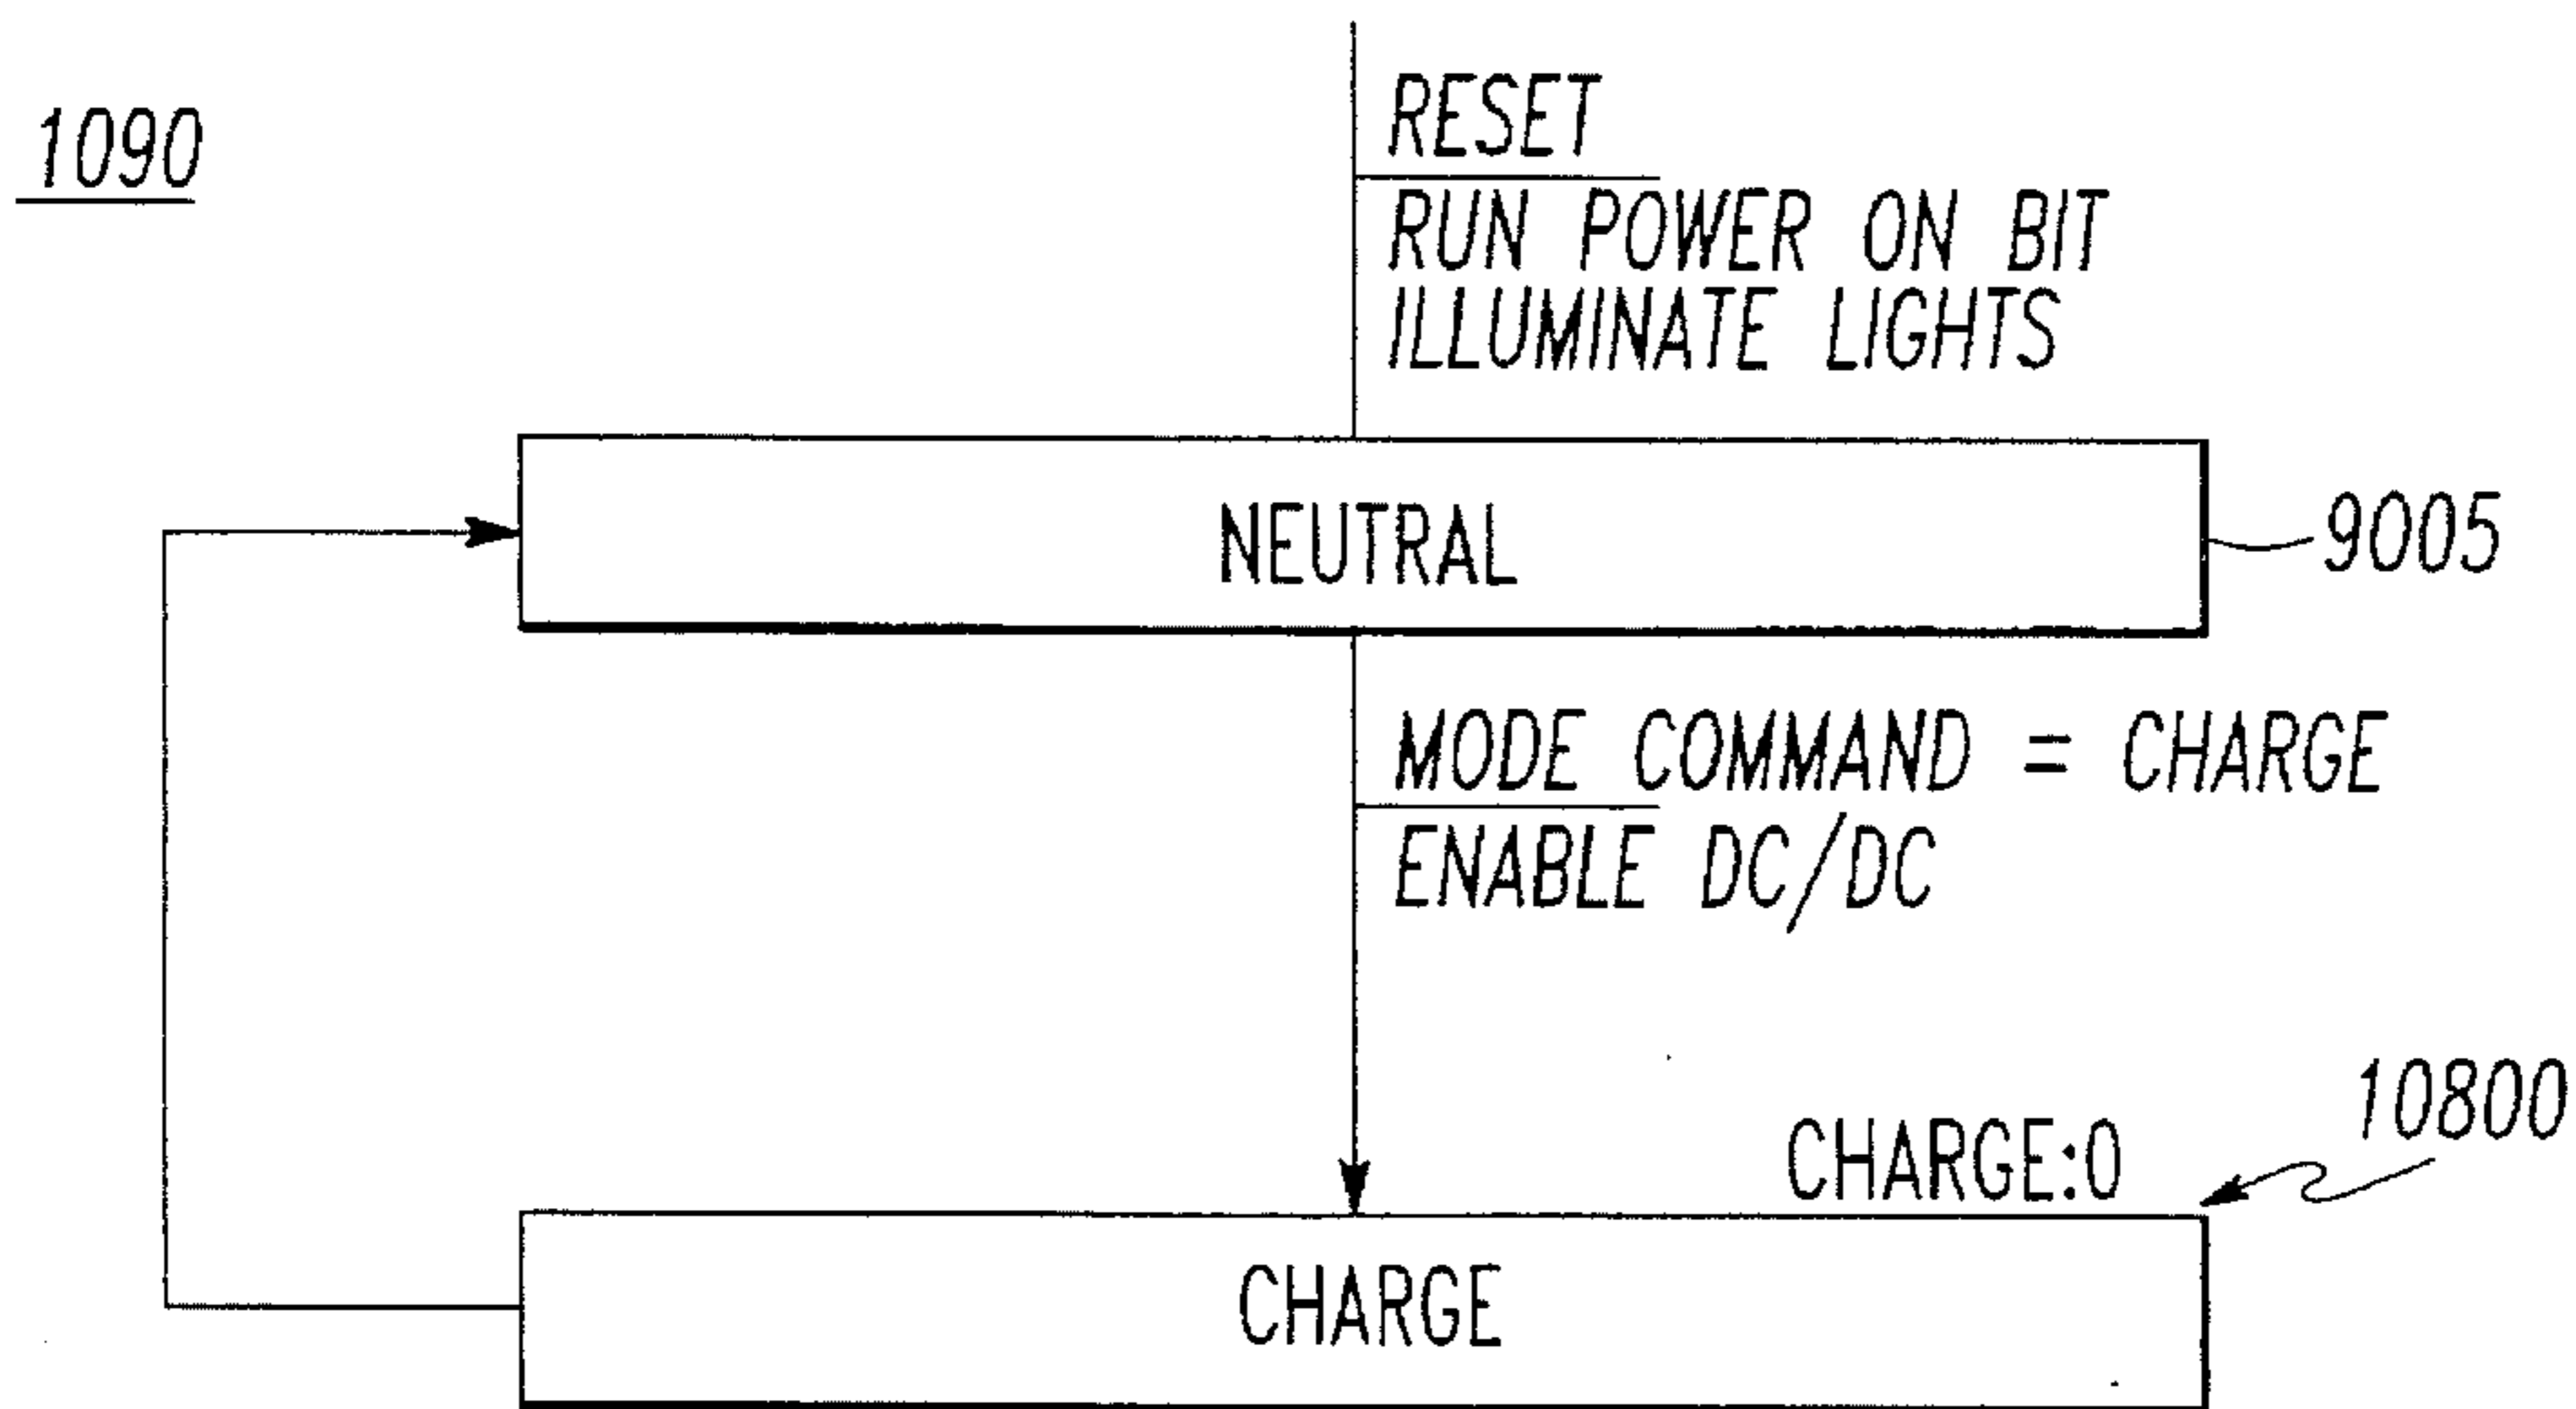 1090
RESET
RUN POWER ON BIT
ILLUMINATE LIGHTS
NEUTRAL
9005
MODE COMMAND = CHARGE
ENABLE DC/DC
10800
CHARGE:0
CHARGE